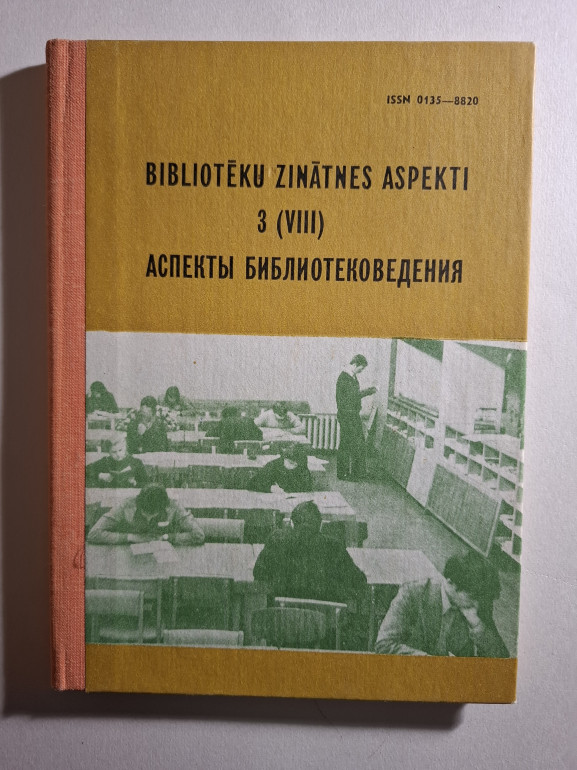 ISSN 0135—8820
BIBLIOTĒKU ZINĀTNES ASPEKTI
3 (VIII)
АСПЕКТЫ БИБЛИОТЕКОВЕДЕНИЯ